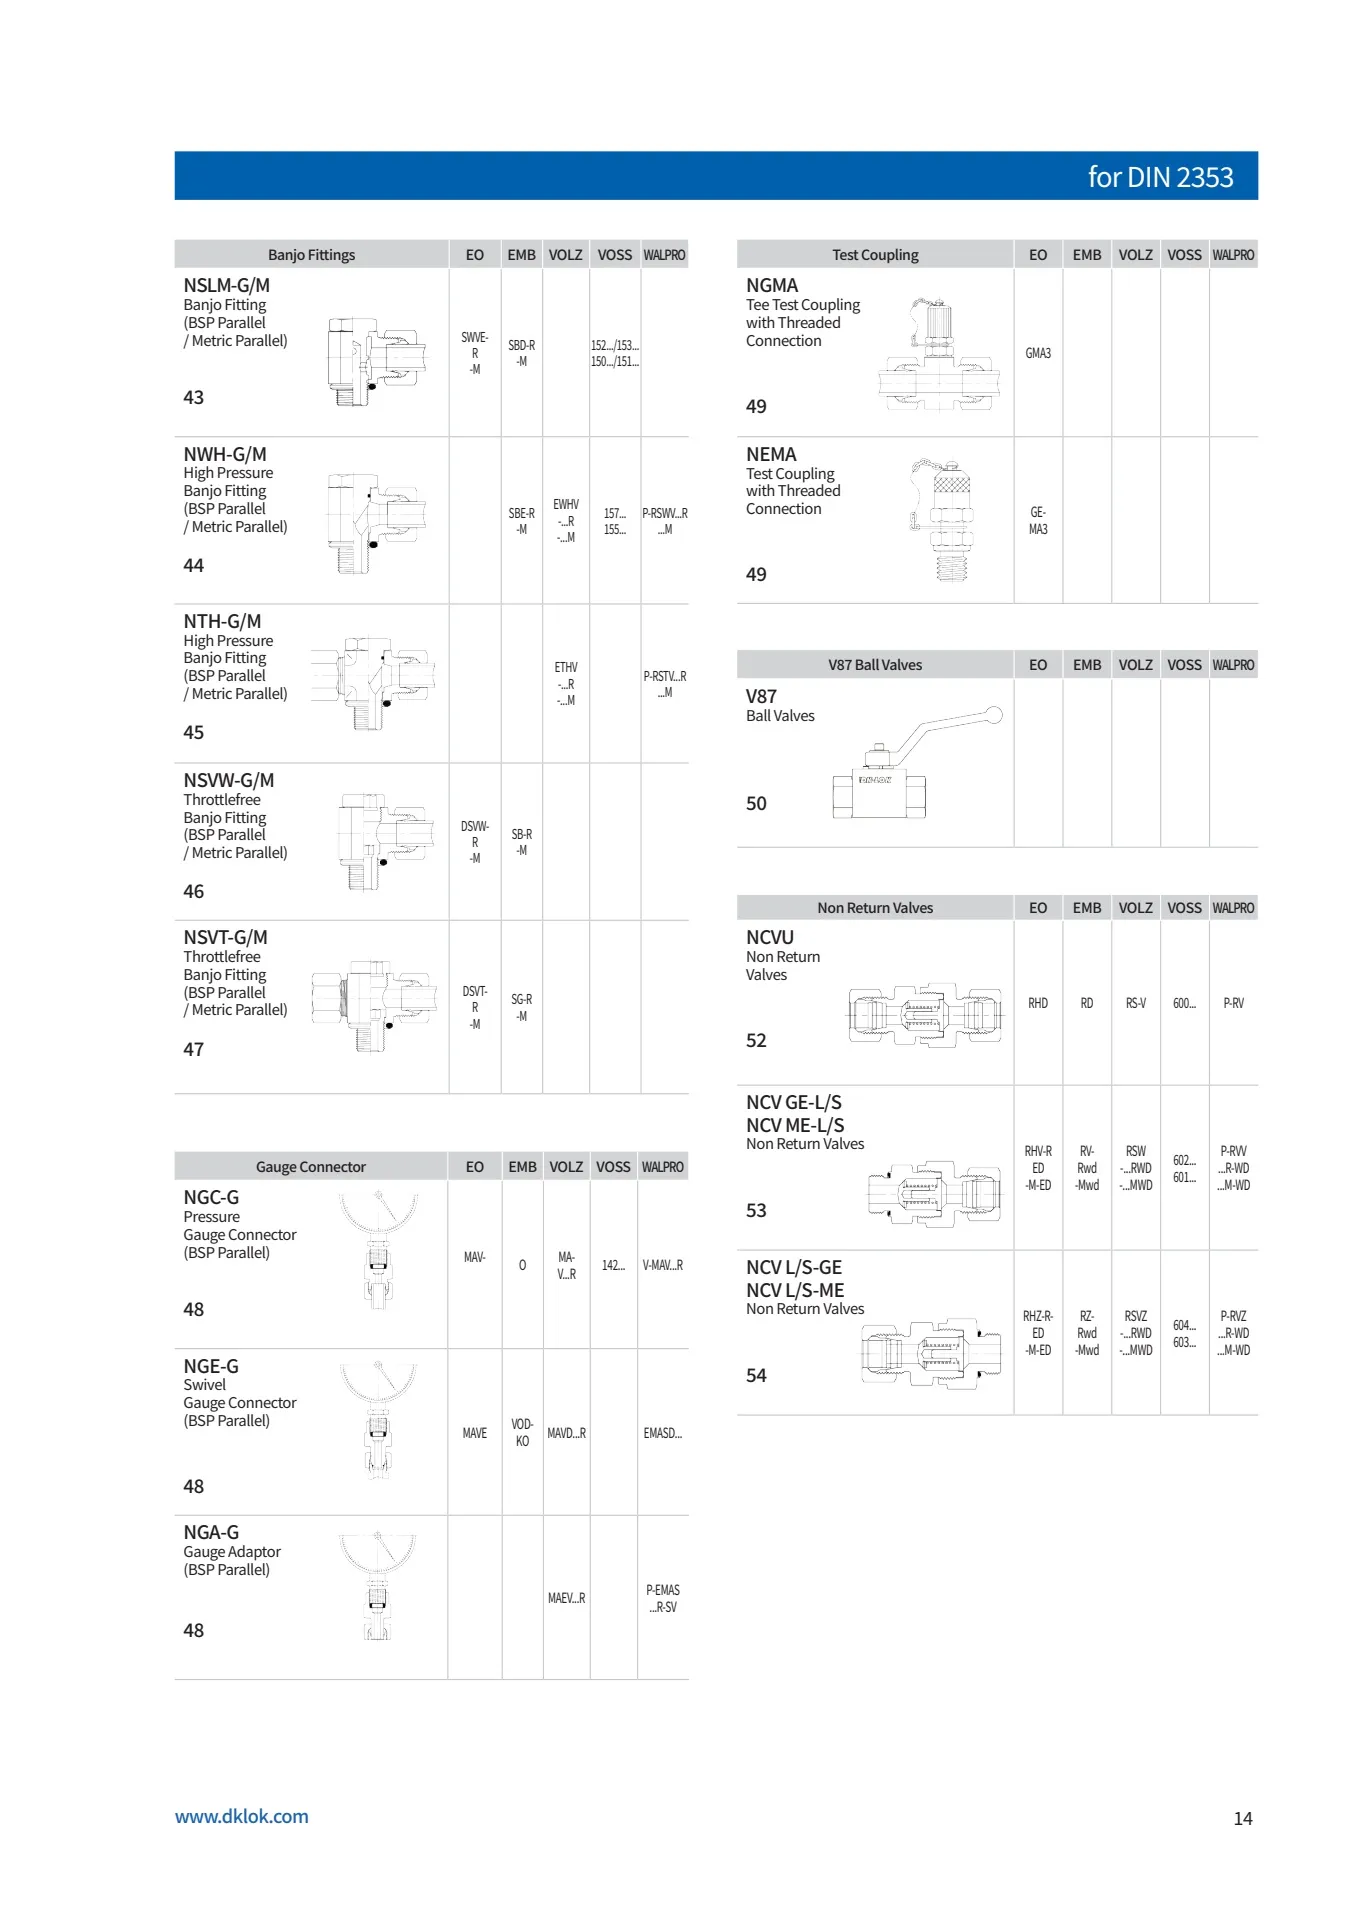 for DIN 2353
Banjo Fittings EO EMB VOLZ VOSS WALPRO
NSLM-G/M
Banjo Fitting
(BSP Parallel
/ Metric Parallel)
43
SWVE-
R
-M
SBD-R
-M
152.../153...
150.../151...
NWH-G/M
High Pressure
Banjo Fitting
(BSP Parallel
/ Metric Parallel)
44
SBE-R
-M
EWHV
-...R
-...M
157...
155...
P-RSWV...R
...M
NTH-G/M
High Pressure
Banjo Fitting
(BSP Parallel
/ Metric Parallel)
45
ETHV
-...R
-...M
P-RSTV...R
...M
NSVW-G/M
Throttlefree
Banjo Fitting
(BSP Parallel
/ Metric Parallel)
46
DSVW-
R
-M
SB-R
-M
NSVT-G/M
Throttlefree
Banjo Fitting
(BSP Parallel
/ Metric Parallel)
47
DSVT-
R
-M
SG-R
-M
Gauge Connector EO EMB VOLZ VOSS WALPRO
NGC-G
Pressure
Gauge Connector
(BSP Parallel)
48
MAV-
O
MA-
V...R
142...
V-MAV...R
NGE-G
Swivel
Gauge Connector
(BSP Parallel)
48
MAVE
VOD-
KO
MAVD...R
EMASD...
NGA-G
Gauge Adaptor
(BSP Parallel)
48
MAEV...R
P-EMAS
...R-SV
Test Coupling EO EMB VOLZ VOSS WALPRO
NGMA
Tee Test Coupling
with Threaded
Connection
49
GMA3
NEMA
Test Coupling
with Threaded
Connection
49
GE-
MA3
V87 Ball Valves EO EMB VOLZ VOSS WALPRO
V87
Ball Valves
DK-LOK
50
Non Return Valves EO EMB VOLZ VOSS WALPRO
NCVU
Non Return
Valves
52
RHD
RD
RS-V
600...
P-RV
NCV GE-L/S
NCV ME-L/S
Non Return Valves
53
RHV-R
ED
-M-ED
RV-
Rwd
-Mwd
RSW
-...RWD
-...MWD
602...
601...
P-RVV
...R-WD
...M-WD
NCV L/S-GE
NCV L/S-ME
Non Return Valves
54
RHZ-R-
ED
-M-ED
RZ-
Rwd
-Mwd
RSVZ
-...RWD
-...MWD
604...
603...
P-RVZ
...R-WD
...M-WD
www.dklok.com
14